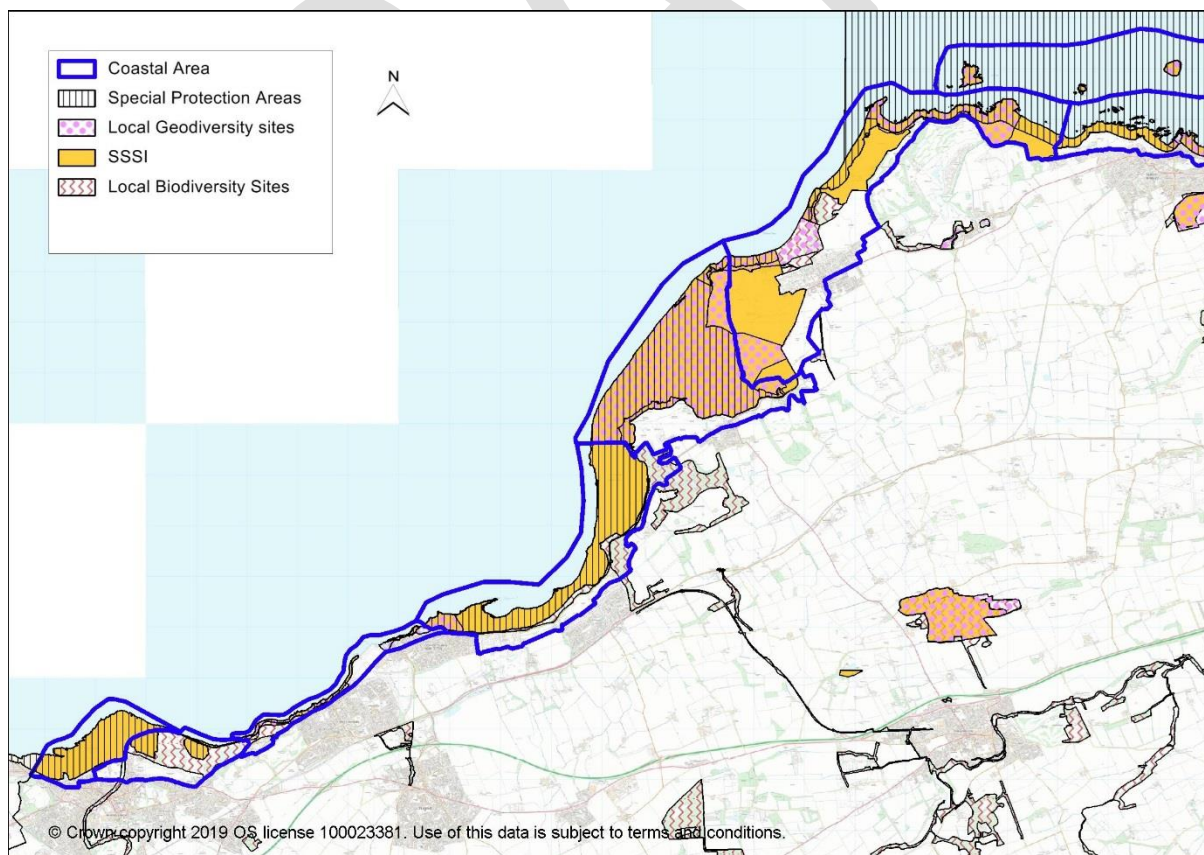 Coastal Area
Special Protection Areas
Local Geodiversity sites
SSSI
Local Biodiversity Sites
N
© Crown copyright 2019 OS license 100023381. Use of this data is subject to terms and conditions.